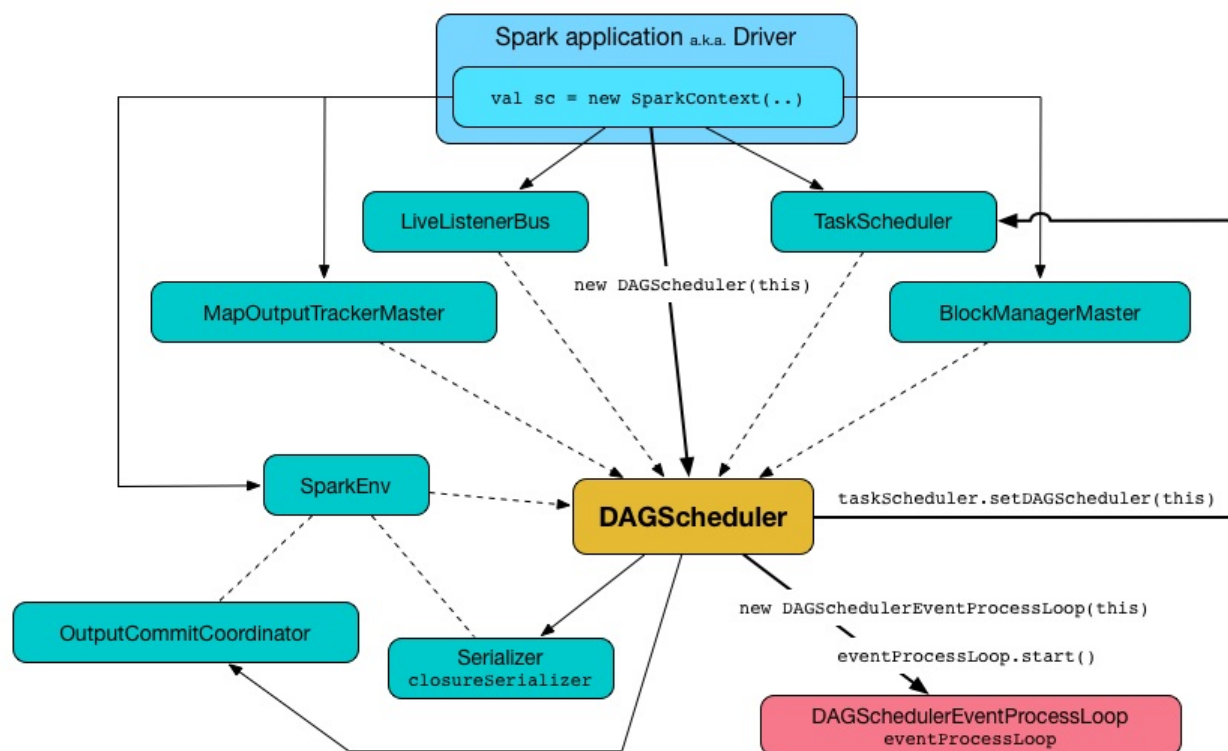 Spark application a.k.a. Driver
val sc = new SparkContext(..)
LiveListenerBus
TaskScheduler
new DAGScheduler(this)
MapOutputTrackerMaster
BlockManagerMaster
SparkEnv
DAGScheduler
taskScheduler.setDAGScheduler(this)
new DAGSchedulerEventProcessLoop(this)
OutputCommitCoordinator
Serializer
closureSerializer
eventProcessLoop.start()
DAGSchedulerEventProcessLoop
eventProcessLoop